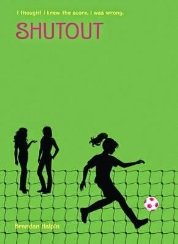 I thought I knew the score. I was wrong.
SHUTOUT
Brendan Halpin